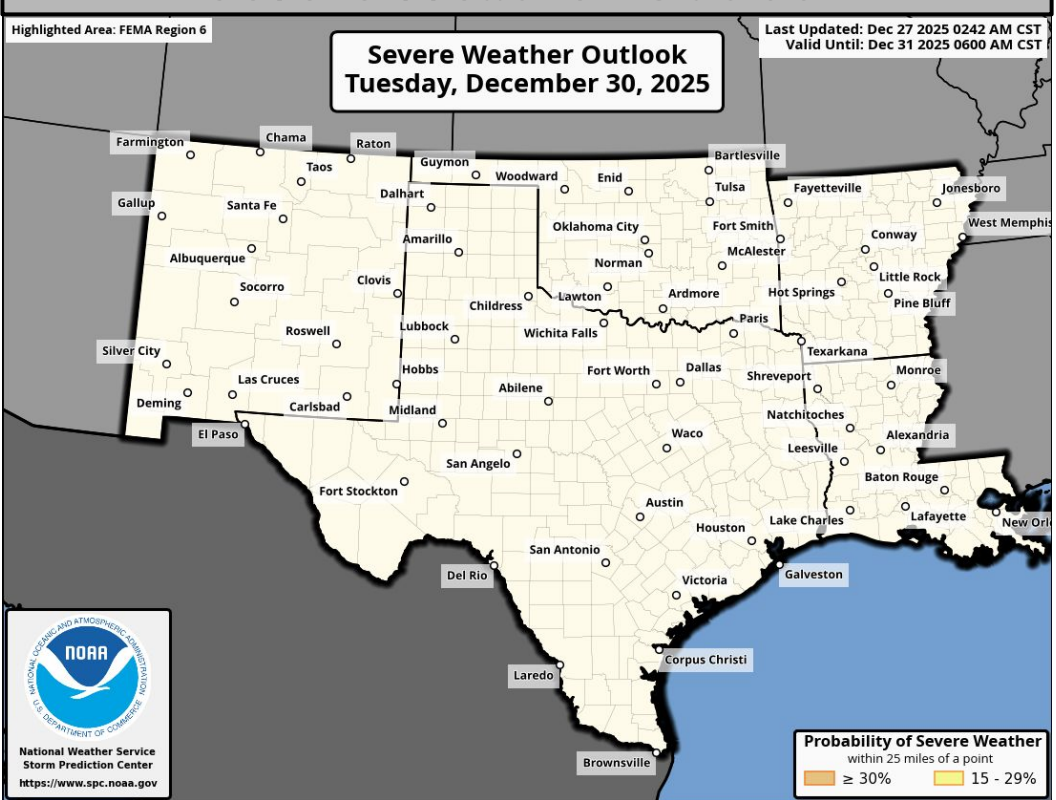 Highlighted Area: FEMA Region 6
Severe Weather Outlook
Tuesday, December 30, 2025
Last Updated: Dec 27 2025 0242 AM CST
Valid Until: Dec 31 2025 0600 AM CST
Farmington
Chama
Raton
Taos
Guymon
Woodward
Enid
Bartlesville
Tulsa
Fayetteville
Jonesboro
Gallup
Santa Fe
Dalhart
Oklahoma City
Fort Smith
West Memphis
Albuquerque
Amarillo
Norman
McAlester
Conway
Socorro
Clovis
Childress
Lawton
Ardmore
Hot Springs
Little Rock
Pine Bluff
Roswell
Lubbock
Wichita Falls
Paris
Texarkana
Silver City
Las Cruces
Hobbs
Abilene
Fort Worth
Dallas
Shreveport
Monroe
Deming
Carlsbad
Midland
Natchitoches
El Paso
San Angelo
Waco
Leesville
Alexandria
Fort Stockton
Austin
Baton Rouge
Houston
Lake Charles
Lafayette
New Orl
Del Rio
San Antonio
Galveston
Victoria
Laredo
Corpus Christi
Brownsville
NATIONAL OCEANIC AND ATMOSPHERIC ADMINISTRATION
NOAA
U.S. DEPARTMENT OF COMMERCE
National Weather Service
Storm Prediction Center
https://www.spc.noaa.gov
Probability of Severe Weather
within 25 miles of a point
≥ 30%
15 - 29%